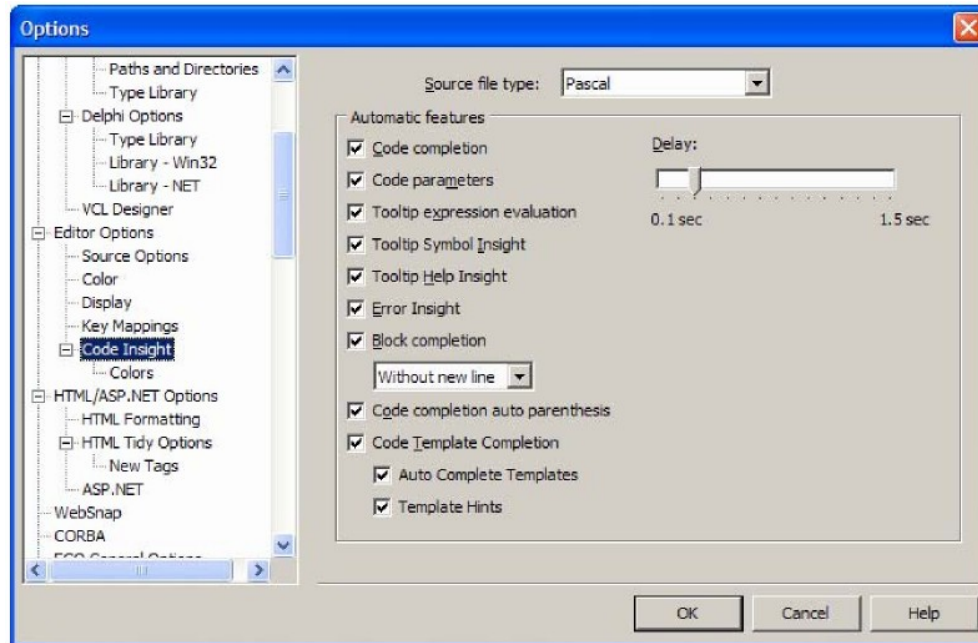 Options
Paths and Directories
Type Library
Delphi Options
Type Library
Library - Win32
Library - NET
VCL Designer
Editor Options
Source Options
Color
Display
Key Mappings
Code Insight
Colors
HTML/ASP.NET Options
HTML Formatting
HTML Tidy Options
New Tags
ASP.NET
WebSnap
CORBA
ECO General Options
Source file type: Pascal
Automatic features
Code completion
Code parameters
Tooltip expression evaluation
Tooltip Symbol Insight
Tooltip Help Insight
Error Insight
Block completion
Without new line
Code completion auto parenthesis
Code Template Completion
Auto Complete Templates
Template Hints
Delay:
0.1 sec 1.5 sec
OK Cancel Help